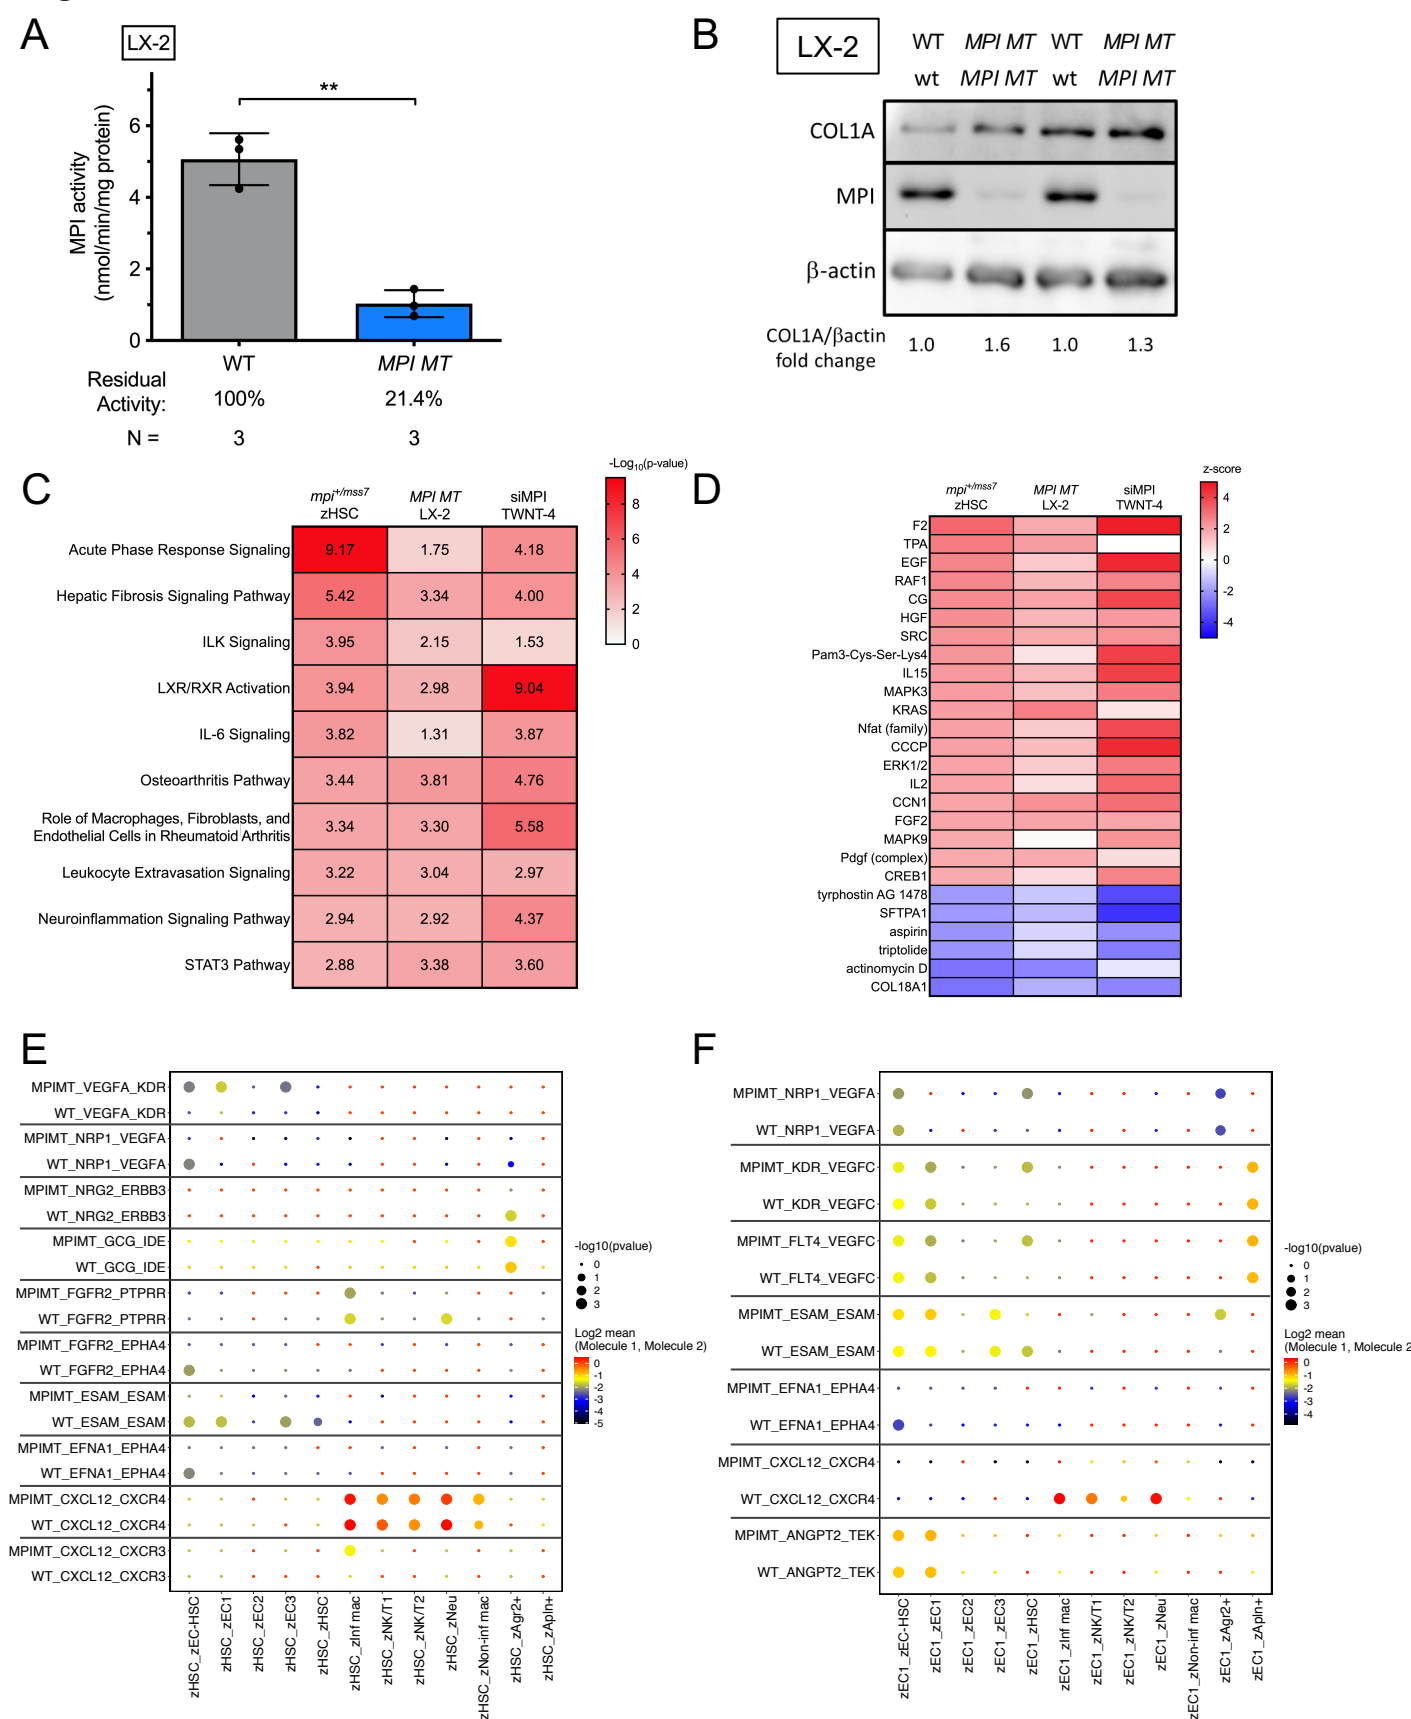 A
LX-2
**
MPI activity
(nmol/min/mg protein)
6
4
2
0
WT
MPI MT
Residual
Activity:
100%
21.4%
N =
3
3
B
LX-2
WT
MPI MT
WT
MPI MT
wt
MPI MT
wt
MPI MT
COL1A
MPI
β-actin
COL1A/βactin
fold change
1.0
1.6
1.0
1.3
C
mpi+/mss7
zHSC
MPI MT
LX-2
siMPI
TWNT-4
-Log10(p-value)
8
6
4
2
0
Acute Phase Response Signaling 9.17 1.75 4.18
Hepatic Fibrosis Signaling Pathway 5.42 3.34 4.00
ILK Signaling 3.95 2.15 1.53
LXR/RXR Activation 3.94 2.98 9.04
IL-6 Signaling 3.82 1.31 3.87
Osteoarthritis Pathway 3.44 3.81 4.76
Role of Macrophages, Fibroblasts, and
Endothelial Cells in Rheumatoid Arthritis 3.34 3.30 5.58
Leukocyte Extravasation Signaling 3.22 3.04 2.97
Neuroinflammation Signaling Pathway 2.94 2.92 4.37
STAT3 Pathway 2.88 3.38 3.60
D
mpi+/mss7
zHSC
MPI MT
LX-2
siMPI
TWNT-4
z-score
4
2
0
-2
-4
F2
TPA
EGF
RAF1
CG
HGF
SRC
Pam3-Cys-Ser-Lys4
IL15
MAPK3
KRAS
Nfat (family)
CCCP
ERK1/2
IL2
CCN1
FGF2
MAPK9
Pdgf (complex)
CREB1
tyrphostin AG 1478
SFTPA1
aspirin
triptolide
actinomycin D
COL18A1
E
MPIMT_VEGFA_KDR
WT_VEGFA_KDR
MPIMT_NRP1_VEGFA
WT_NRP1_VEGFA
MPIMT_NRG2_ERBB3
WT_NRG2_ERBB3
MPIMT_GCG_IDE
WT_GCG_IDE
MPIMT_FGFR2_PTPRR
WT_FGFR2_PTPRR
MPIMT_FGFR2_EPHA4
WT_FGFR2_EPHA4
MPIMT_ESAM_ESAM
WT_ESAM_ESAM
MPIMT_EFNA1_EPHA4
WT_EFNA1_EPHA4
MPIMT_CXCL12_CXCR4
WT_CXCL12_CXCR4
MPIMT_CXCL12_CXCR3
WT_CXCL12_CXCR3
zHSC_zEC-HSC
zHSC_zEC1
zHSC_zEC2
zHSC_zEC3
zHSC_zHSC
zHSC_zInf mac
zHSC_zNK/T1
zHSC_zNK/T2
zHSC_zNeu
zHSC_zNon-inf mac
zHSC_zAgr2+
zHSC_zApln+
-log10(pvalue)
0
1
2
3
Log2 mean
(Molecule 1, Molecule 2)
0
-1
-2
-3
-4
-5
F
MPIMT_NRP1_VEGFA
WT_NRP1_VEGFA
MPIMT_KDR_VEGFC
WT_KDR_VEGFC
MPIMT_FLT4_VEGFC
WT_FLT4_VEGFC
MPIMT_ESAM_ESAM
WT_ESAM_ESAM
MPIMT_EFNA1_EPHA4
WT_EFNA1_EPHA4
MPIMT_CXCL12_CXCR4
WT_CXCL12_CXCR4
MPIMT_ANGPT2_TEK
WT_ANGPT2_TEK
zEC1_zEC-HSC
zEC1_zEC1
zEC1_zEC2
zEC1_zEC3
zEC1_zHSC
zEC1_zInf mac
zEC1_zNK/T1
zEC1_zNK/T2
zEC1_zNeu
zEC1_zNon-inf mac
zEC1_zAgr2+
zEC1_zApln+
-log10(pvalue)
0
1
2
3
Log2 mean
(Molecule 1, Molecule 2)
0
-1
-2
-3
-4